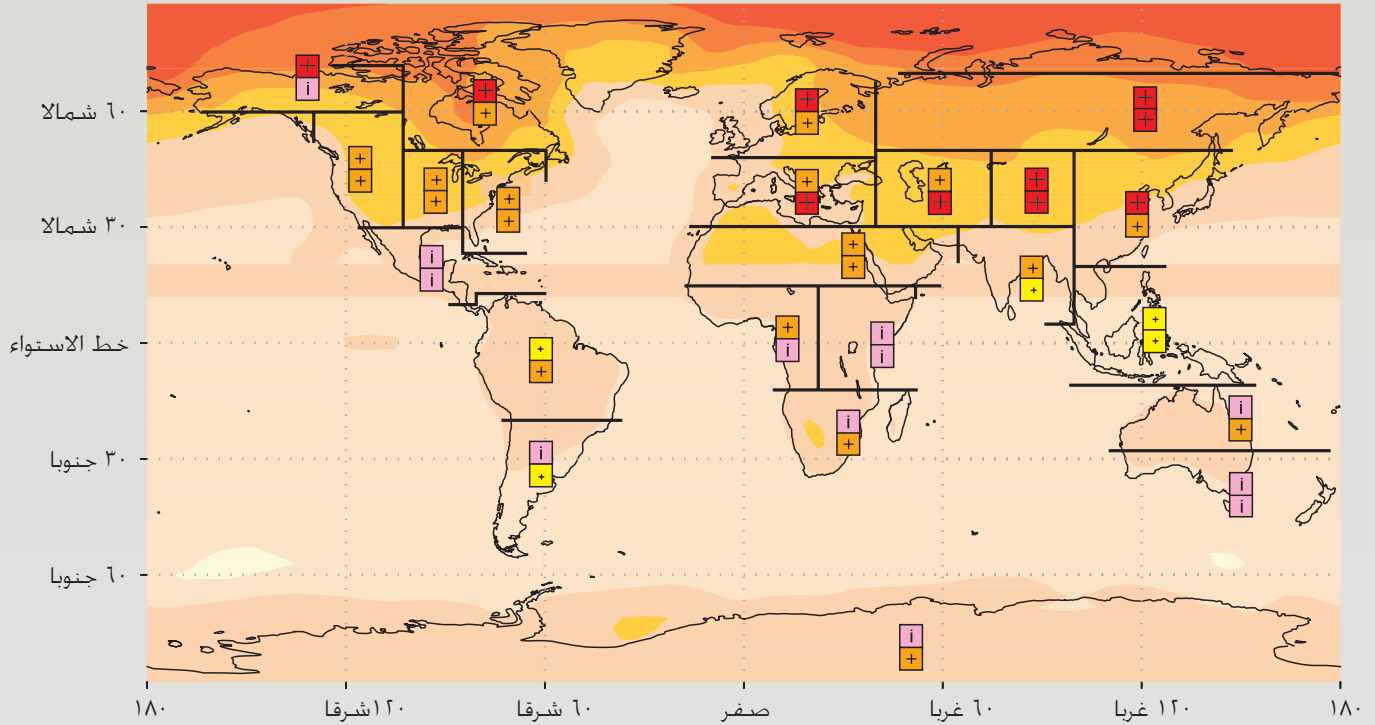 ٦٠ شمالا
٣٠ شمالا
خط الاستواء
٣٠ جنوبا
٦٠ جنوبا
١٨٠
١٢٠شرقا
٦٠ شرقا
صفر
٦٠ غربا
١٢٠ غربا
١٨٠
i
i
i
i
i
i
i
i
i
i
i
i